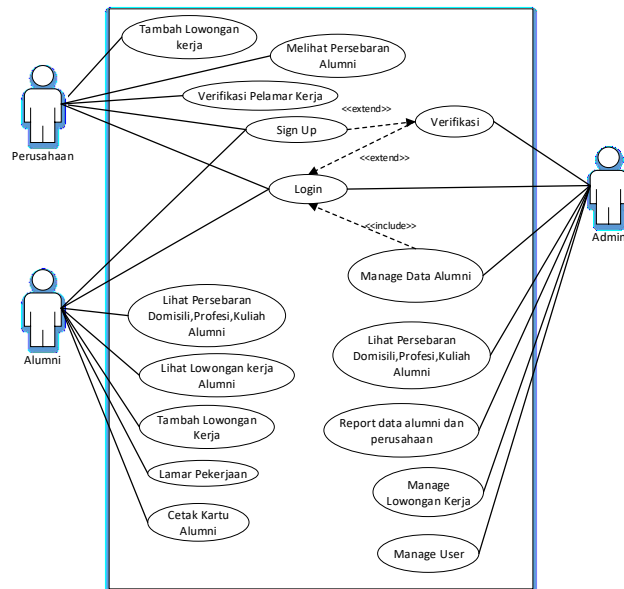 Tambah Lowongan
kerja
Melihat Persebaran
Alumni
Verifikasi Pelamar Kerja
<<extend>>
Sign Up
Verifikasi
Perusahaan
<<extend>>
Login
<<include>>
Admin
Manage Data Alumni
Alumni
Lihat Persebaran
Domisili,Profesi,Kuliah
Alumni
Lihat Persebaran
Domisili,Profesi,Kuliah
Alumni
Lihat Lowongan kerja
Alumni
Tambah Lowongan
Kerja
Report data alumni dan
perusahaan
Lamar Pekerjaan
Manage
Lowongan Kerja
Cetak Kartu
Alumni
Manage User